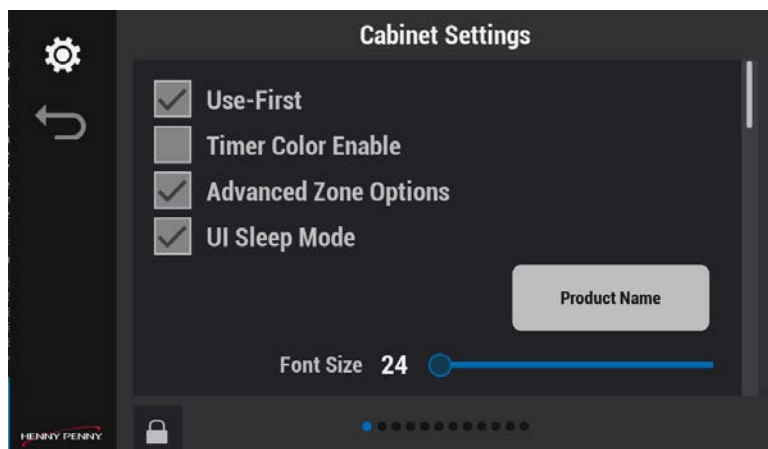 Cabinet Settings
Use-First
Timer Color Enable
Advanced Zone Options
UI Sleep Mode
Product Name
Font Size 24
HENNY PENNY